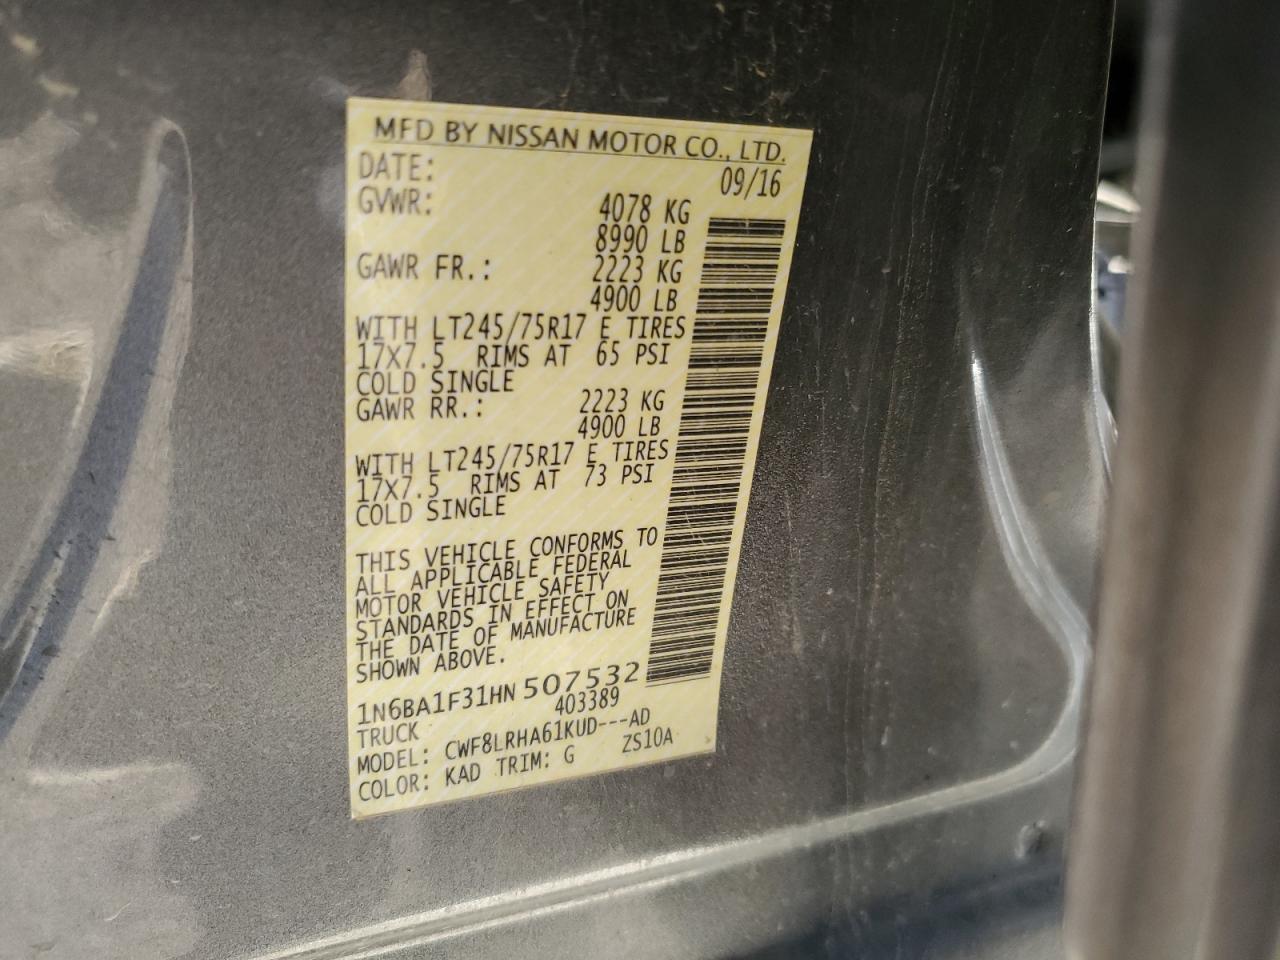 MFD BY NISSAN MOTOR CO., LTD.
DATE: 09/16
GVWR: 4078 KG
8990 LB
GAWR FR.: 2223 KG
4900 LB
WITH LT245/75R17 E TIRES
17X7.5 RIMS AT 65 PSI
COLD SINGLE
GAWR RR.: 2223 KG
4900 LB
WITH LT245/75R17 E TIRES
17X7.5 RIMS AT 73 PSI
COLD SINGLE
THIS VEHICLE CONFORMS TO
ALL APPLICABLE FEDERAL
MOTOR VEHICLE SAFETY
STANDARDS IN EFFECT ON
THE DATE OF MANUFACTURE
SHOWN ABOVE.
1N6BA1F31HN507532
TRUCK 403389
MODEL: CWF8LRHA61KUD---AD
COLOR: KAD TRIM: G ZS10A